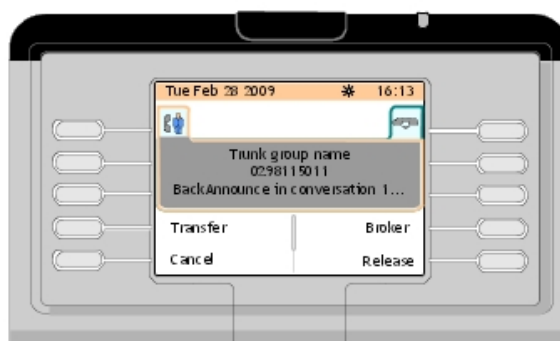 Tue Feb 28 2009 16:13
Trunk group name
0298115011
BackAnnounce in conversation 1...
Transfer Broker
Cancel Release